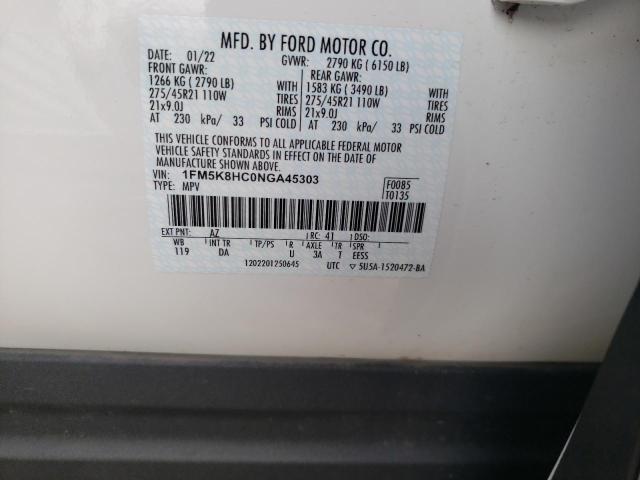 MFD. BY FORD MOTOR CO.
DATE: 01/22 GVWR: 2790 KG ( 6150 LB)
FRONT GAWR: REAR GAWR:
1266 KG ( 2790 LB) WITH 1583 KG ( 3490 LB) WITH
275/45R21 110W TIRES 275/45R21 110W TIRES
21x9.0J RIMS 21x9.0J RIMS
AT 230 kPa/ 33 PSI COLD AT 230 kPa/ 33 PSI COLD
THIS VEHICLE CONFORMS TO ALL APPLICABLE FEDERAL MOTOR
VEHICLE SAFETY STANDARDS IN EFFECT ON THE DATE OF
MANUFACTURE SHOWN ABOVE.
VIN: 1FM5K8HC0NGA45303 F0085
TYPE: MPV T0135
EXT PNT: AZ RC: 41 DSO:
WB INT TR TP/PS R AXLE TR SPR
119 DA U 3A T EESS
1202201250645 UTC ▽ 5U5A-1520472-BA